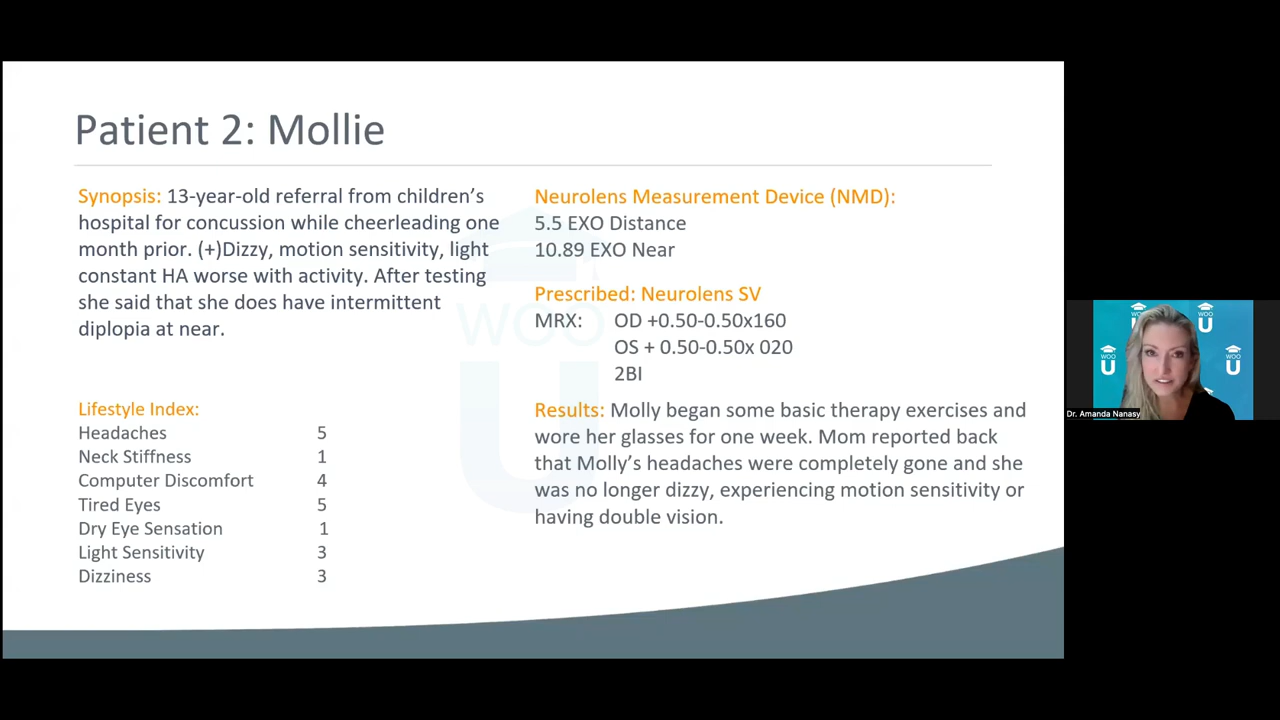 Patient 2: Mollie
Synopsis: 13-year-old referral from children's
hospital for concussion while cheerleading one
month prior. (+)Dizzy, motion sensitivity, light
constant HA worse with activity. After testing
she said that she does have intermittent
diplopia at near.
Lifestyle Index:
Headaches 5
Neck Stiffness 1
Computer Discomfort 4
Tired Eyes 5
Dry Eye Sensation 1
Light Sensitivity 3
Dizziness 3
Neurolens Measurement Device (NMD):
5.5 EXO Distance
10.89 EXO Near
Prescribed: Neurolens SV
MRX: OD +0.50-0.50x160
OS + 0.50-0.50x 020
2BI
Results: Molly began some basic therapy exercises and
wore her glasses for one week. Mom reported back
that Molly's headaches were completely gone and she
was no longer dizzy, experiencing motion sensitivity or
having double vision.
WOO
U
WOO
U
WOO
U
Dr. Amanda Nanasy